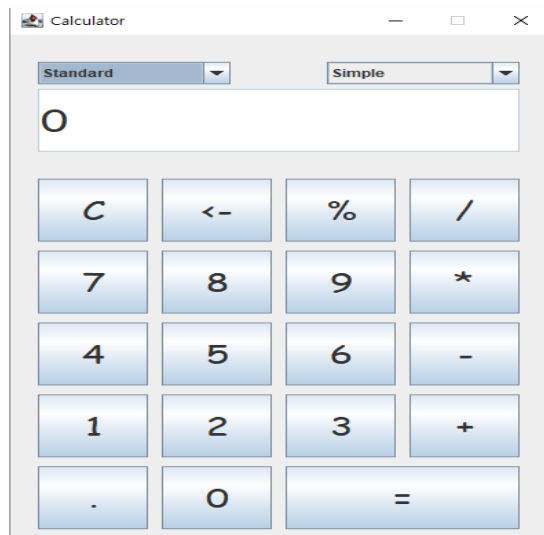 Calculator
Standard Simple
0
C <- % /
7 8 9 *
4 5 6 -
1 2 3 +
. 0 =